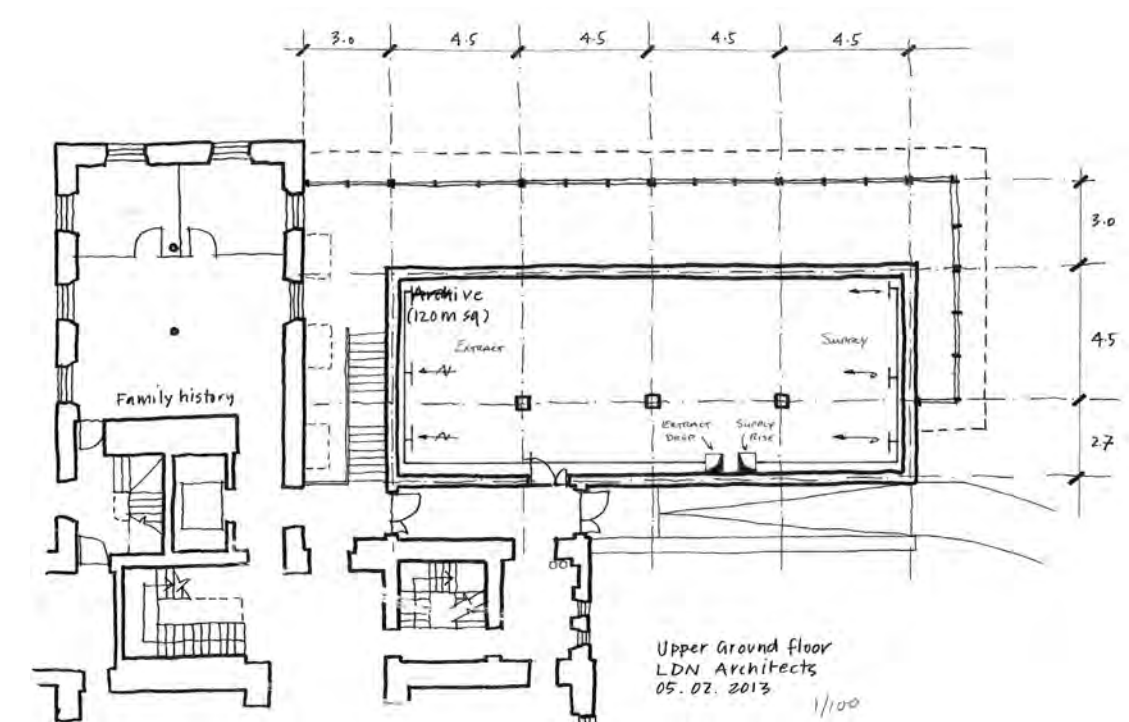 3.0 4.5 4.5 4.5 4.5
3.0
Archive
(120m sq)
EXTRACT
SUPPLY
4.5
Family history
EXTRACT
DROP
SUPPLY
RISE
2.7
Upper Ground floor
LDN Architects
05.02.2013
1/100